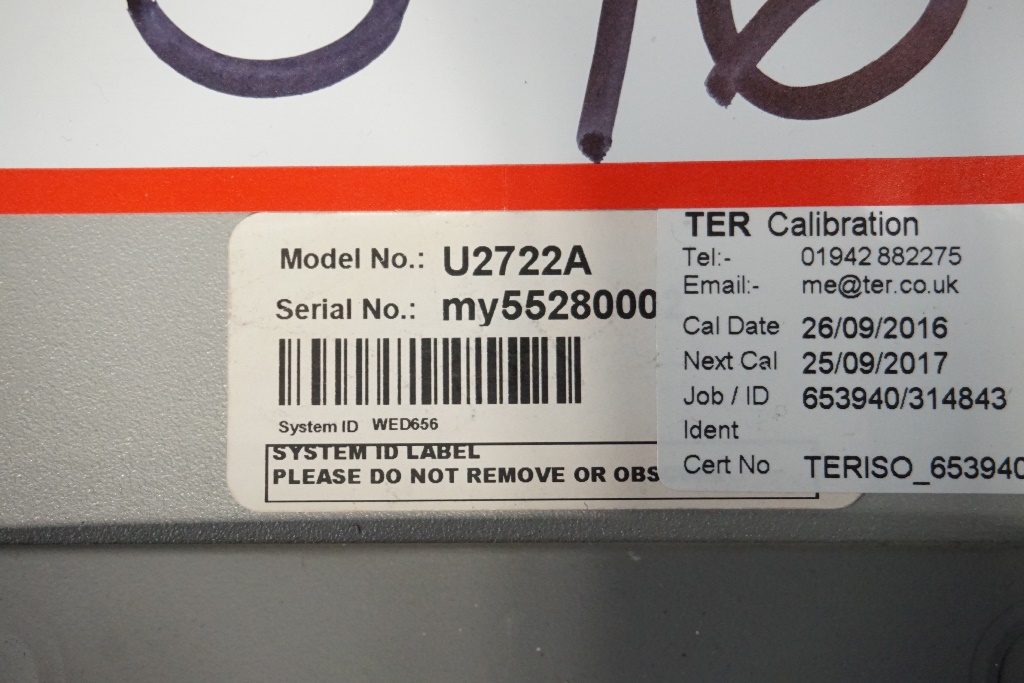 Model No.: U2722A
Serial No.: my5528000
System ID WED656
SYSTEM ID LABEL
PLEASE DO NOT REMOVE OR OBS
TER Calibration
Tel:- 01942 882275
Email:- me@ter.co.uk
Cal Date 26/09/2016
Next Cal 25/09/2017
Job / ID 653940/314843
Ident
Cert No TERISO_653940